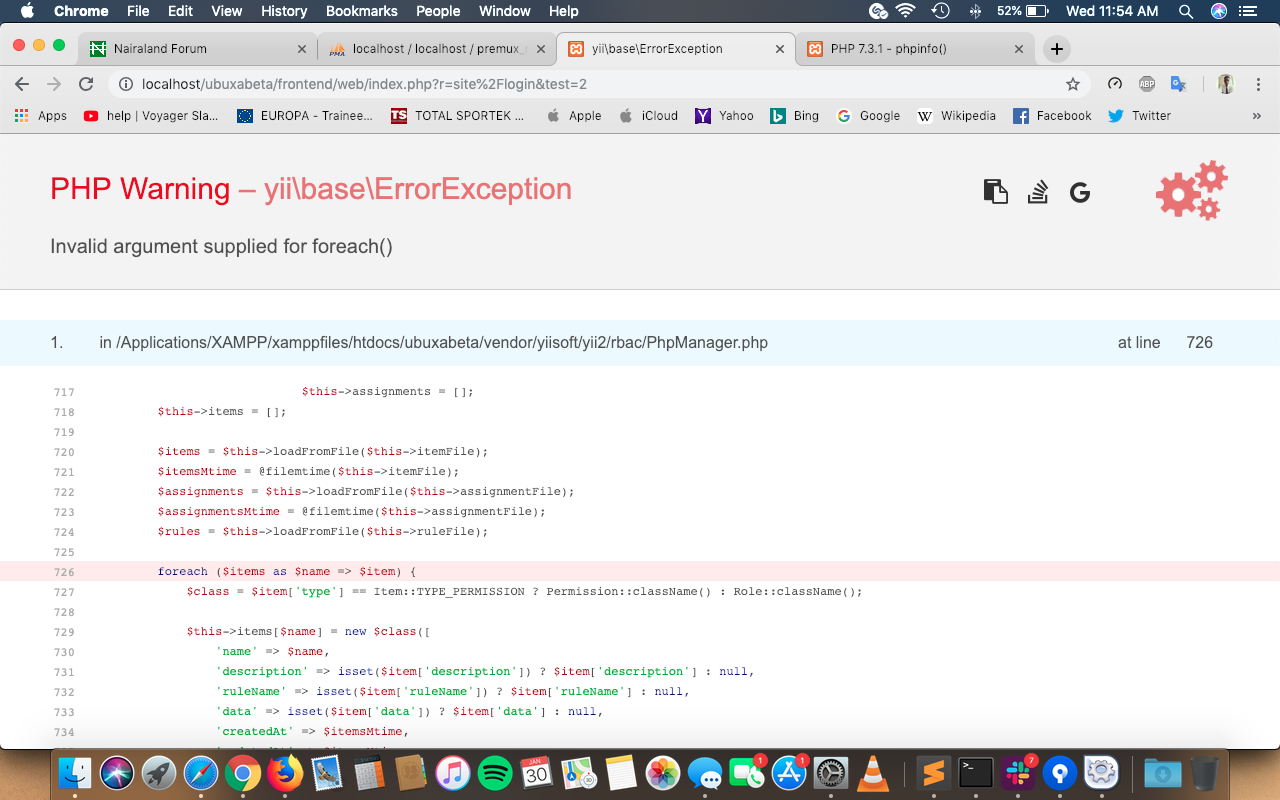 Chrome File Edit View History Bookmarks People Window Help 52% Wed 11:54 AM
Nairaland Forum localhost / localhost / premux_ yii\base\ErrorException PHP 7.3.1 - phpinfo()
localhost/ubuxabeta/frontend/web/index.php?r=site%2Flogin&test=2 ABP
Apps help | Voyager Sla... EUROPA - Trainee... TS TOTAL SPORTEK ... Apple iCloud Yahoo Bing Google Wikipedia Facebook Twitter »
PHP Warning – yii\base\ErrorException
Invalid argument supplied for foreach()
1. in /Applications/XAMPP/xamppfiles/htdocs/ubuxabeta/vendor/yiisoft/yii2/rbac/PhpManager.php at line 726
717 $this->assignments = [];
718 $this->items = [];
719
720 $items = $this->loadFromFile($this->itemFile);
721 $itemsMtime = @filemtime($this->itemFile);
722 $assignments = $this->loadFromFile($this->assignmentFile);
723 $assignmentsMtime = @filemtime($this->assignmentFile);
724 $rules = $this->loadFromFile($this->ruleFile);
725
726 foreach ($items as $name => $item) {
727 $class = $item['type'] == Item::TYPE_PERMISSION ? Permission::className() : Role::className();
728
729 $this->items[$name] = new $class([
730 'name' => $name,
731 'description' => isset($item['description']) ? $item['description'] : null,
732 'ruleName' => isset($item['ruleName']) ? $item['ruleName'] : null,
733 'data' => isset($item['data']) ? $item['data'] : null,
734 'createdAt' => $itemsMtime,
JAN 30 1 1 7